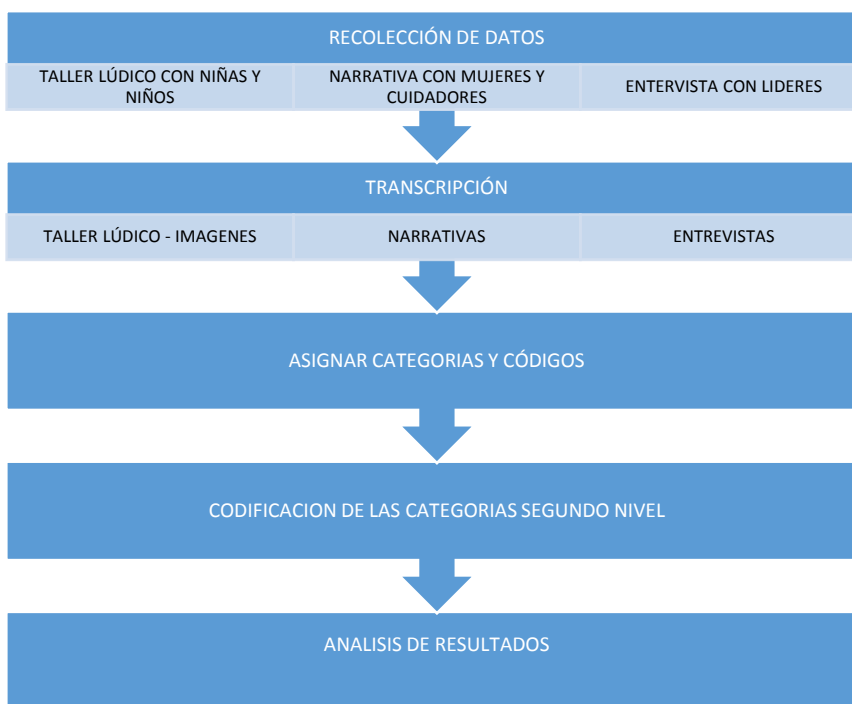 RECOLECCIÓN DE DATOS
TALLER LÚDICO CON NIÑAS Y
NIÑOS
NARRATIVA CON MUJERES Y
CUIDADORES
ENTERVISTA CON LIDERES
TRANSCRIPCIÓN
TALLER LÚDICO - IMAGENES
NARRATIVAS
ENTREVISTAS
ASIGNAR CATEGORIAS Y CÓDIGOS
CODIFICACION DE LAS CATEGORIAS SEGUNDO NIVEL
ANALISIS DE RESULTADOS